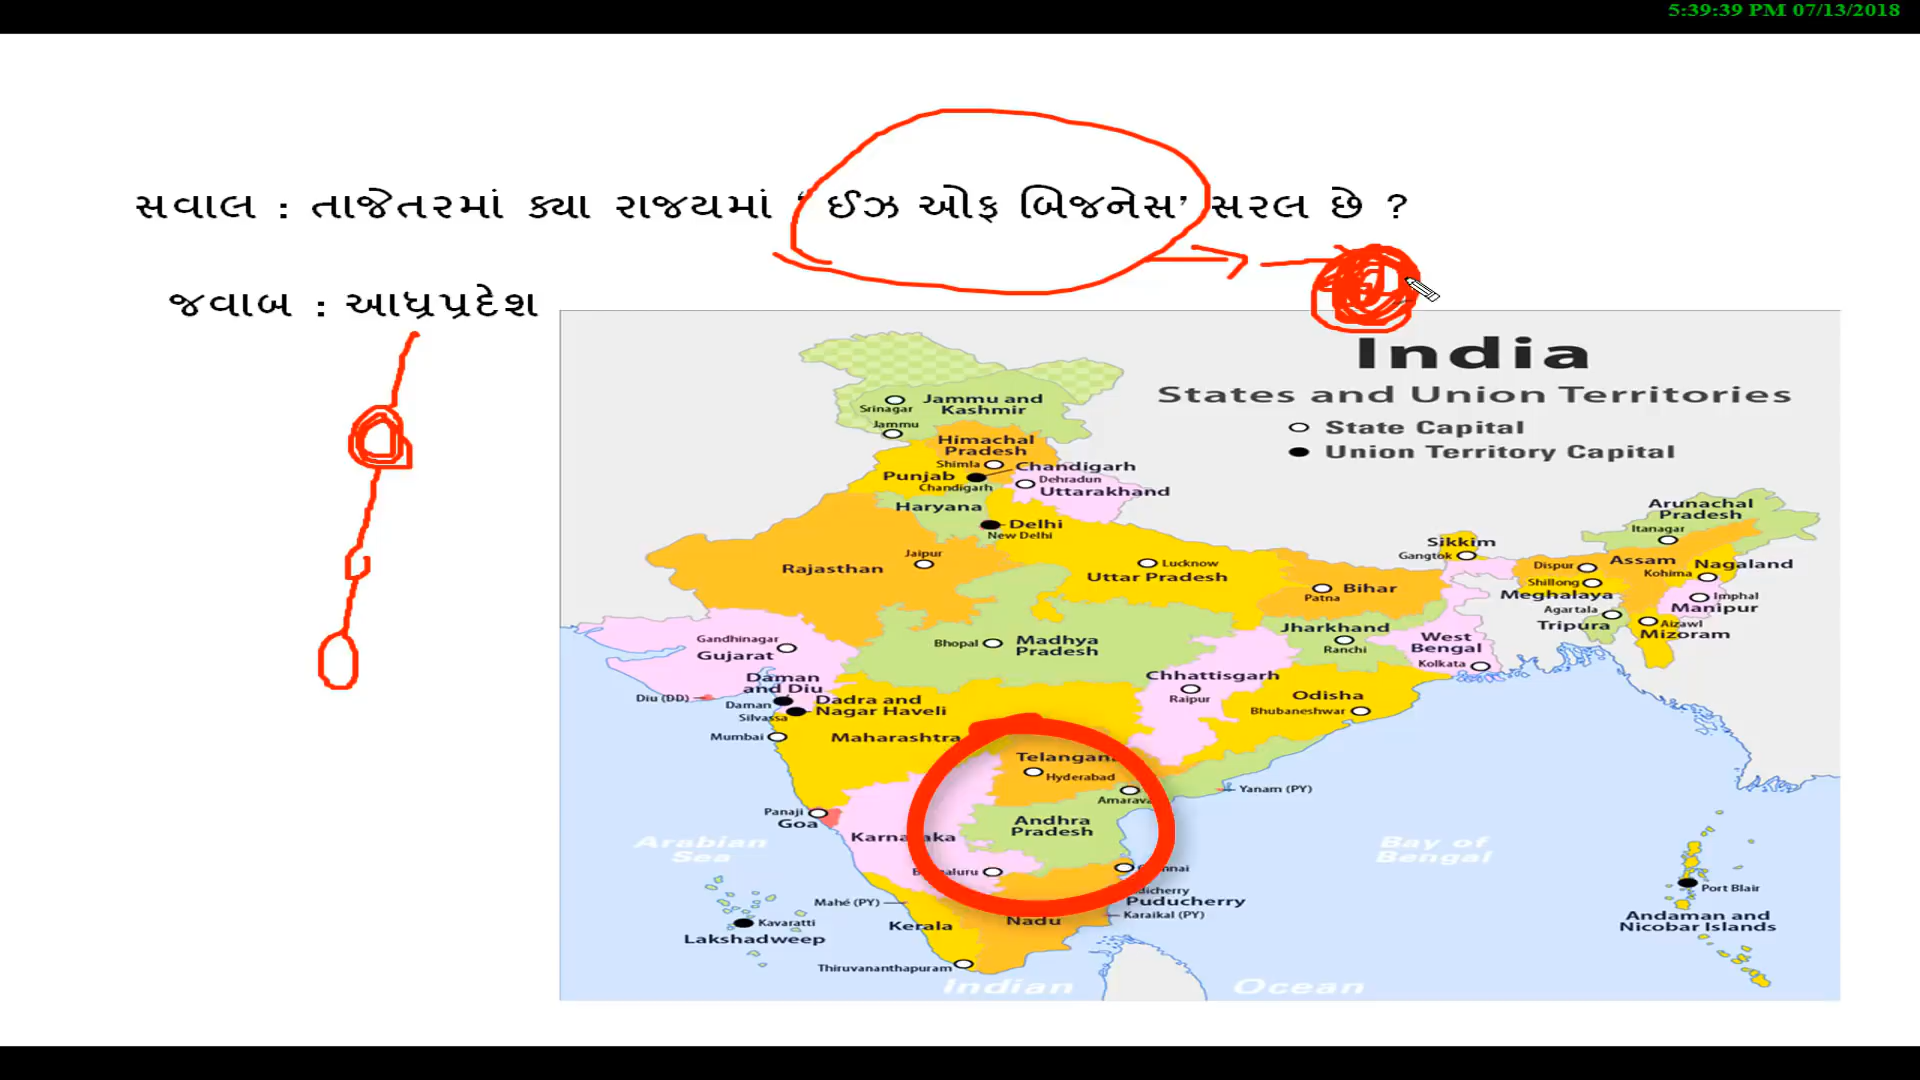 5:39:39 PM 07/13/2018
સવાલ : તાજેતરમાં ક્યા રાજયમાં ‘ ઈઝ ઓફ બિજનેસ’ સરલ છે ?
જવાબ : આધ્રપ્રદેશ
India
States and Union Territories
State Capital
Union Territory Capital
Jammu and
Kashmir
Srinagar
Jammu
Himachal
Pradesh
Shimla
Chandigarh
Punjab
Chandigarh
Dehradun
Uttarakhand
Haryana
Delhi
New Delhi
Arunachal
Pradesh
Itanagar
Sikkim
Gangtok
Jaipur
Rajasthan
Lucknow
Uttar Pradesh
Bihar
Patna
Dispur
Assam
Nagaland
Kohima
Shillong
Meghalaya
Imphal
Manipur
Agartala
Tripura
Aizawl
Mizoram
Gandhinagar
Gujarat
Bhopal
Madhya
Pradesh
Jharkhand
Ranchi
West
Bengal
Kolkata
Chhattisgarh
Raipur
Odisha
Bhubaneshwar
Daman
and Diu
Diu (DD)
Daman
Silvassa
Dadra and
Nagar Haveli
Mumbai
Maharashtra
Hyderabad
Yanam (PY)
Andhra
Pradesh
Panaji
Goa
Arabian
Sea
Bay of
Bengal
Mahé (PY)
Puducherry
Karaikal (PY)
Kavaratti
Lakshadweep
Kerala
Nadu
Thiruvananthapuram
Port Blair
Andaman and
Nicobar Islands
Indian
Ocean